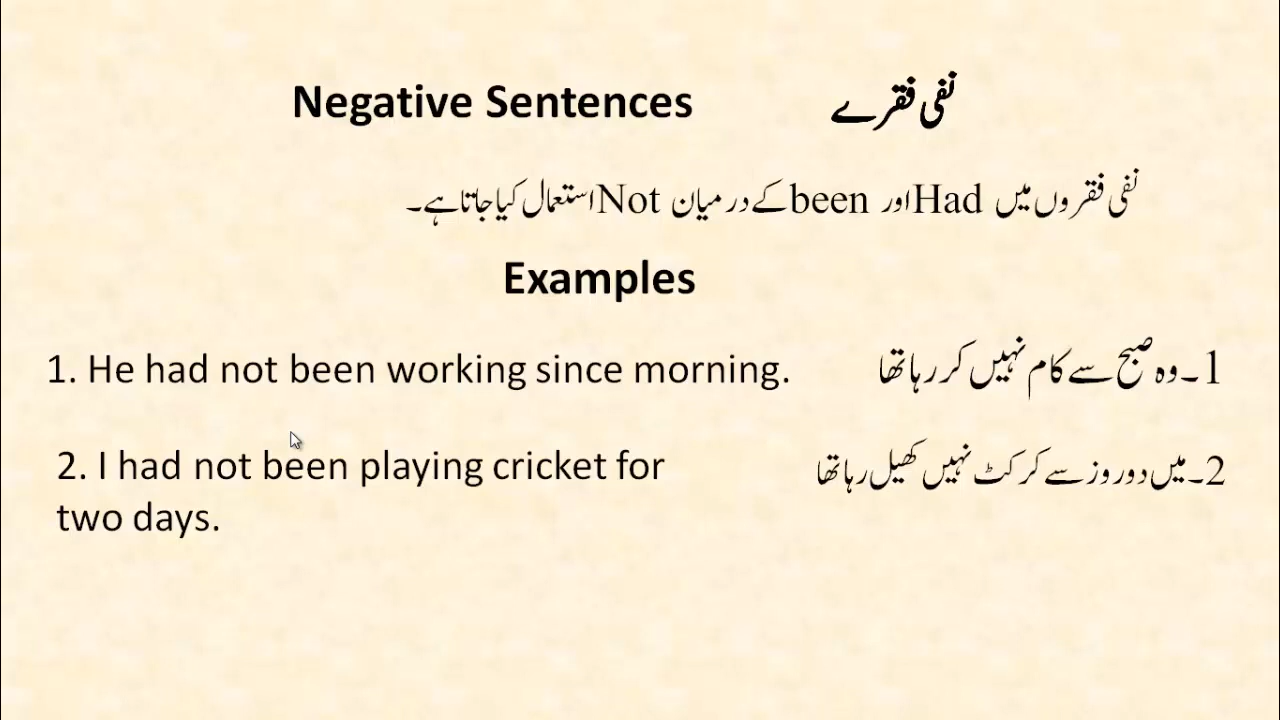 Negative Sentences نفی فقرے
نفی فقروں میں Had اور been کے درمیان Not استعمال کیا جاتا ہے۔
Examples
1. He had not been working since morning. 1۔وہ صبح سے کام نہیں کر رہا تھا
2. I had not been playing cricket for 2۔میں دو روز سے کرکٹ نہیں کھیل رہا تھا
two days.